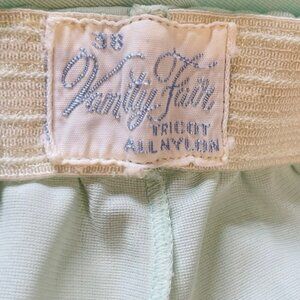 38
Vanity Fair
TRICOT
ALL NYLON